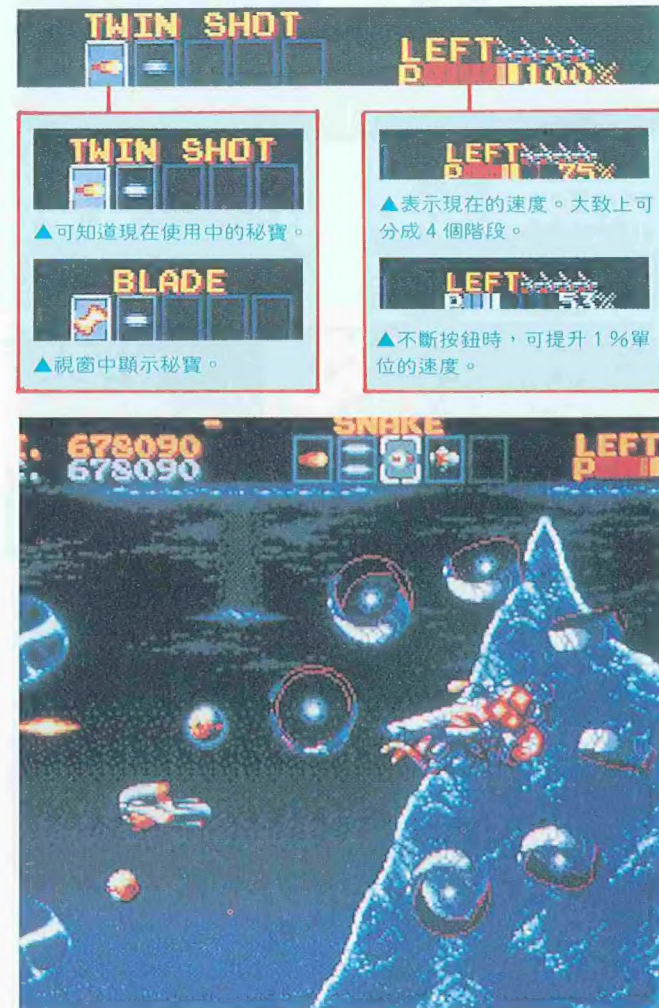 TWIN SHOT
LEFT
P 100%
TWIN SHOT
▲可知道現在使用中的秘寶。
BLADE
▲視窗中顯示秘寶。
LEFT
P 75%
▲表示現在的速度。大致上可
分成4個階段。
LEFT
P 53%
▲不斷按鈕時，可提升1%單
位的速度。
SNAKE
678090
678090
LEFT
P